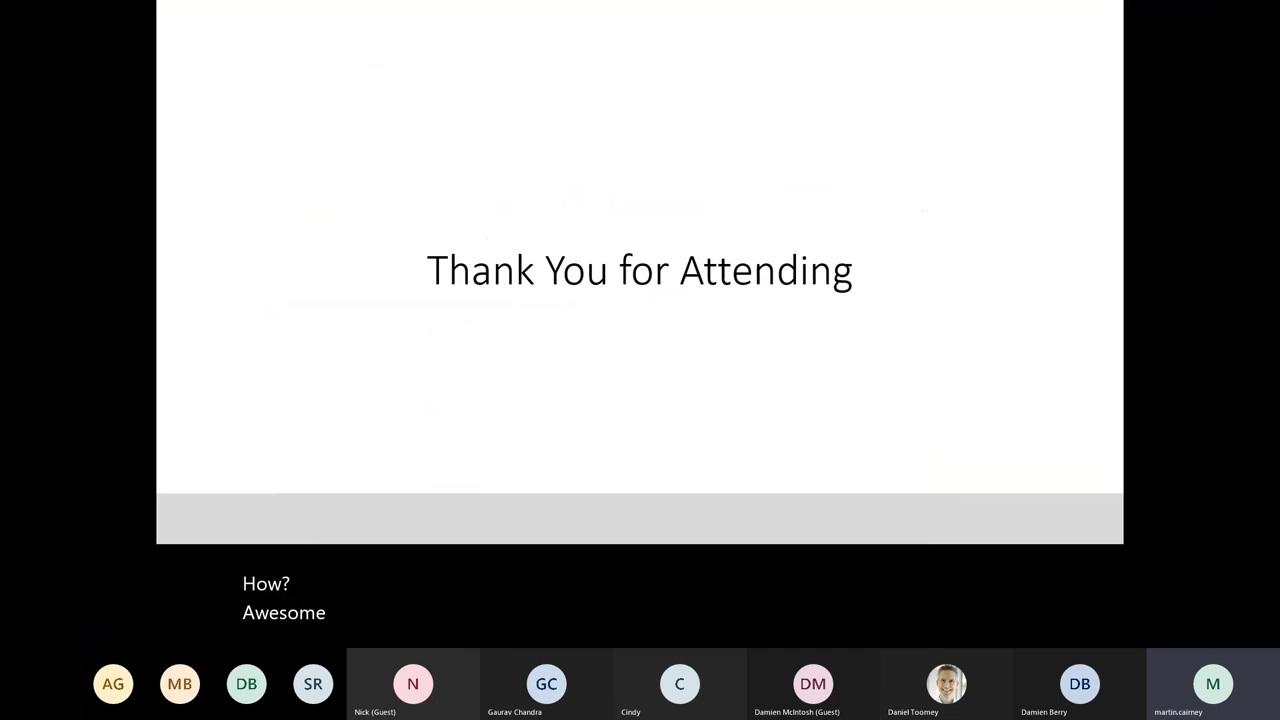 Thank You for Attending
How?
Awesome
AG
MB
DB
SR
N
GC
C
DM
DB
M
Nick (Guest)
Gaurav Chandra
Cindy
Damien McIntosh (Guest)
Daniel Toomey
Damien Berry
martin.cairney